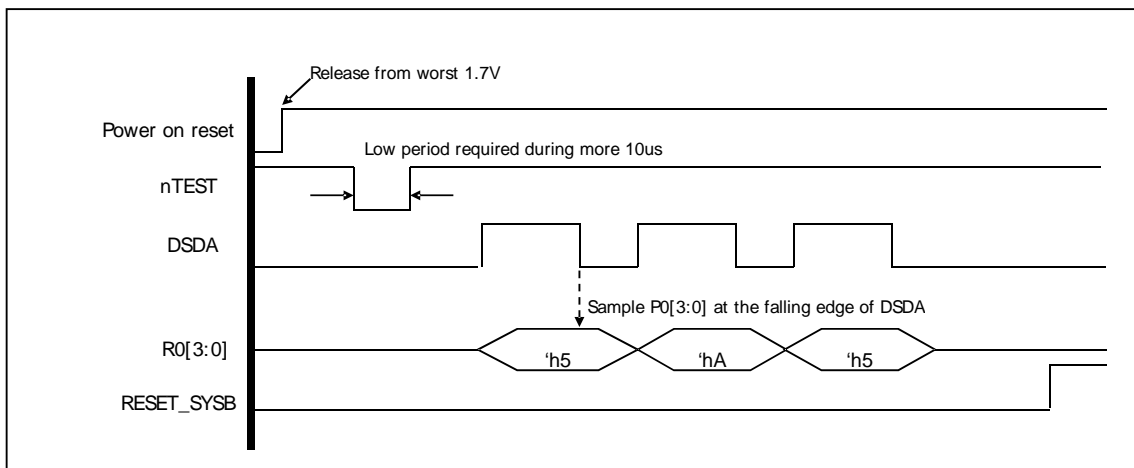 Release from worst 1.7V
Power on reset
Low period required during more 10us
nTEST
DSDA
Sample P0[3:0] at the falling edge of DSDA
R0[3:0]
‘h5
‘hA
‘h5
RESET_SYSB